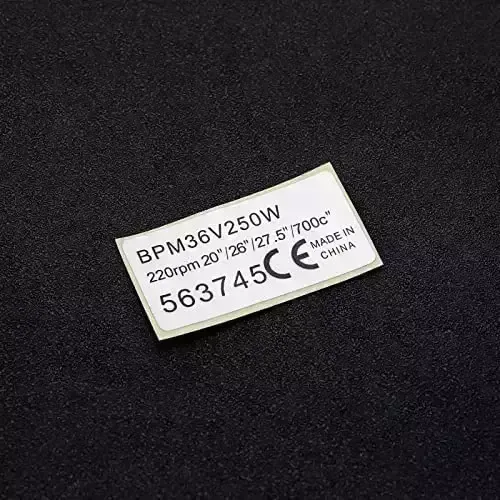 BPM36V250W
220rpm 20"/26"/27.5"/700c"
563745 CE MADE IN
CHINA